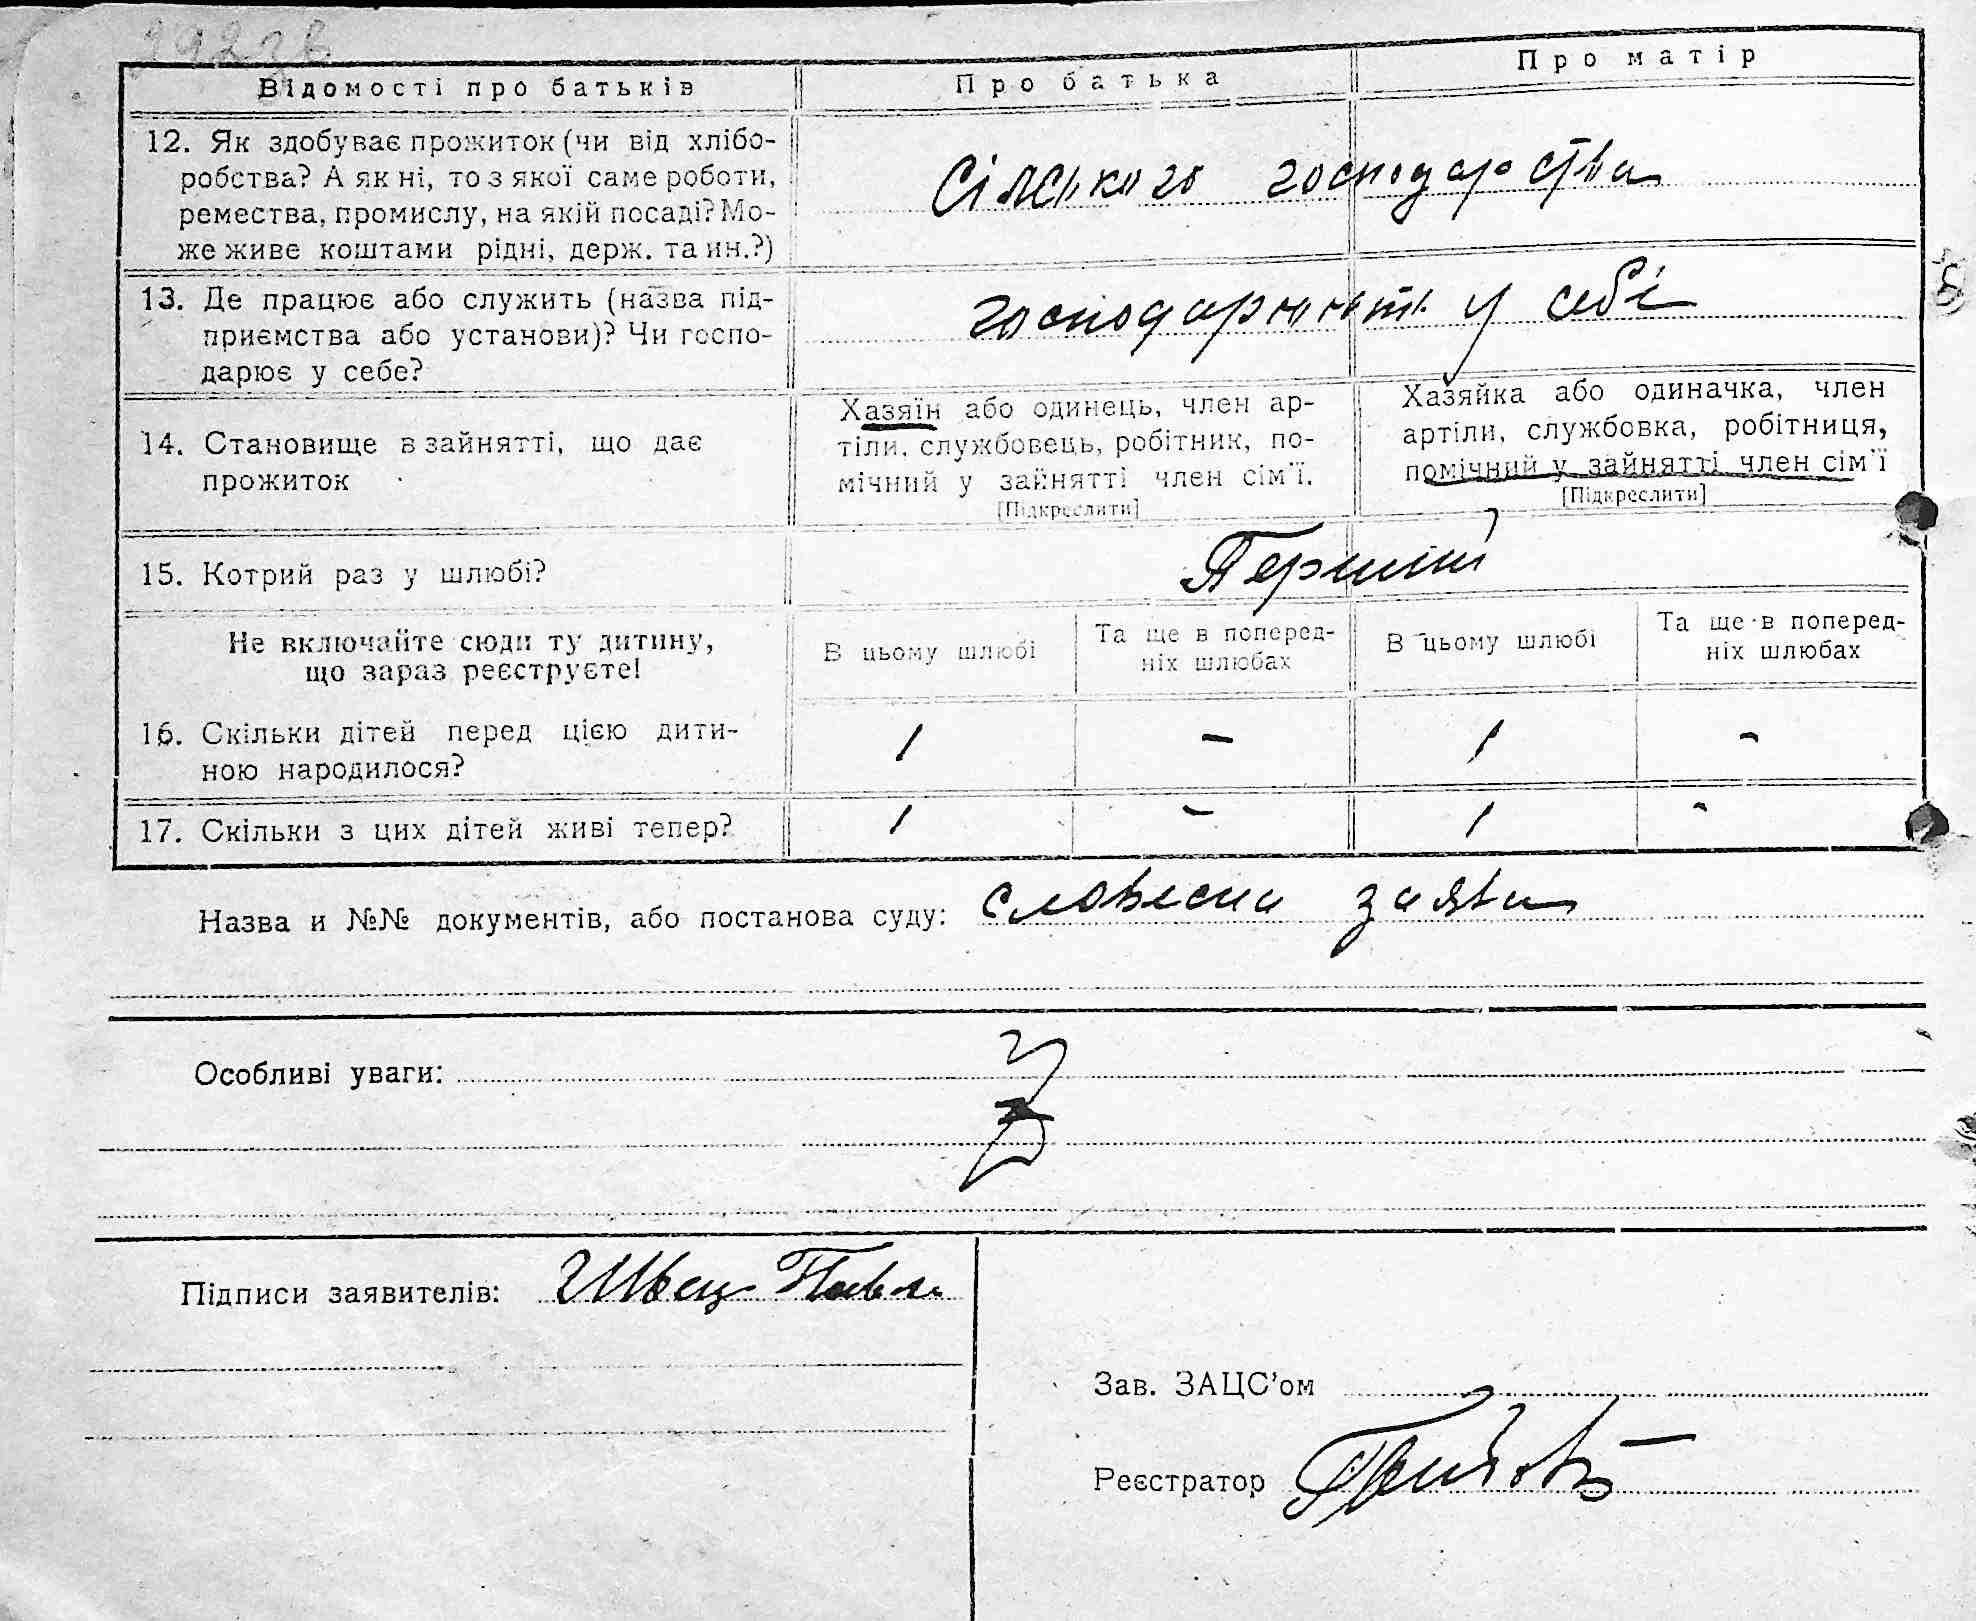 Відомості про батьків Про батька Про матір
12. Як здобуває прожиток (чи від хлібо-
робства? А як ні, то з якої саме роботи,
ремества, промислу, на якій посаді? Мо-
же живе коштами рідні, держ. та ин.?)
Сільського господарства
13. Де працює або служить (назва під-
приємства або установи)? Чи госпо-
дарює у себе?
господарюють у себі
14. Становище в зайнятті, що дає
прожиток
Хазяїн або одинець, член ар-
тіли, службовець, робітник, по-
мічний у зайнятті член сім'ї.
[Підкреслити]
Хазяйка або одиначка, член
артіли, службовка, робітниця,
помічний у зайнятті член сім'ї
[Підкреслити]
15. Котрий раз у шлюбі?
Перший
Не включайте сюди ту дитину,
що зараз реєструєте!
В цьому шлюбі
Та ще в поперед-
ніх шлюбах
В цьому шлюбі
Та ще в поперед-
ніх шлюбах
16. Скільки дітей перед цією дити-
ною народилося?
1 - 1 -
17. Скільки з цих дітей живі тепер?
1 - 1 -
Назва и №№ документів, або постанова суду: словесна заява
Особливі уваги:
Підписи заявителів: Швец Павло
Зав. ЗАЦС'ом
Реєстратор